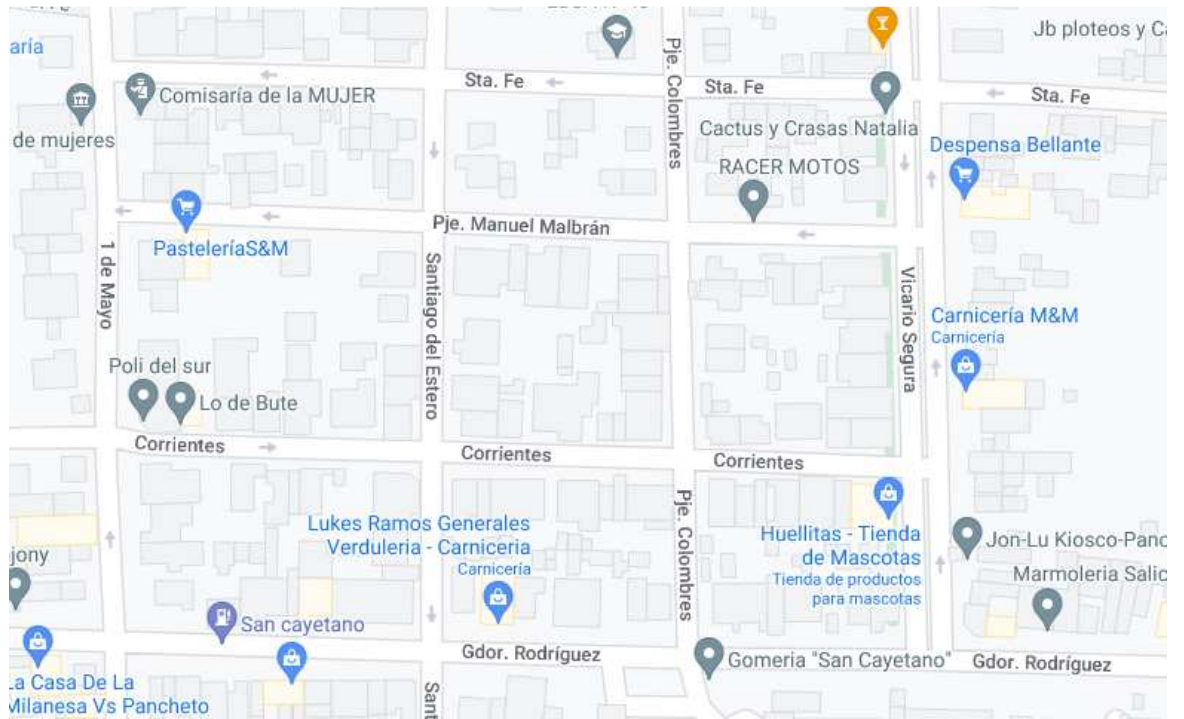 Jb ploteos y
aría
Sta. Fe
Sta. Fe
Sta. Fe
Comisaría de la MUJER
Pje. Colombres
de mujeres
Cactus y Crasas Natalia
Despensa Bellante
RACER MOTOS
Pje. Manuel Malbrán
PasteleríaS&M
1 de Mayo
Santiago del Estero
Vicario Segura
Carnicería M&M
Carnicería
Poli del sur
Lo de Bute
Corrientes
Corrientes
Corrientes
Pje. Colombres
Lukes Ramos Generales
Verduleria - Carniceria
Carnicería
Huellitas - Tienda
de Mascotas
Tienda de productos
para mascotas
Jon-Lu Kiosco-Panc
jony
Marmoleria Salic
San cayetano
Gdor. Rodríguez
Gomeria "San Cayetano"
Gdor. Rodríguez
La Casa De La
Milanesa Vs Pancheto
Sant